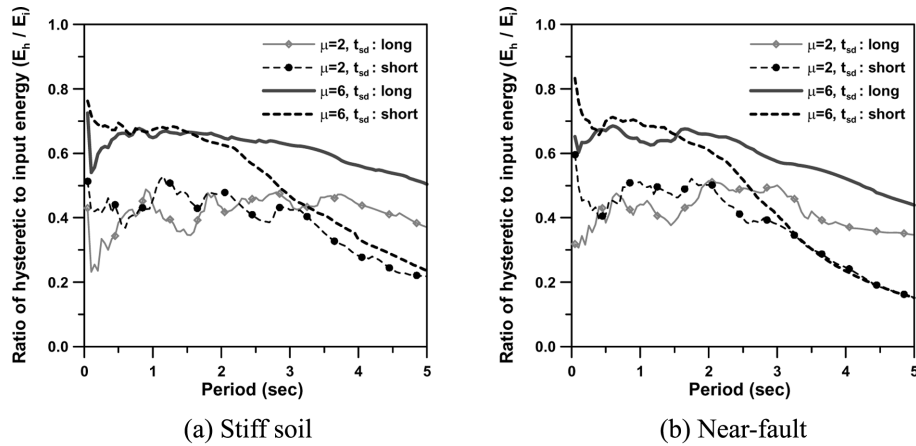 Ratio of hysteretic to input energy (Eh / Ei)
1.0
0.8
0.6
0.4
0.2
0.0
μ=2, tsd : long
μ=2, tsd : short
μ=6, tsd : long
μ=6, tsd : short
0 1 2 3 4 5
Period (sec)
(a) Stiff soil
Ratio of hysteretic to input energy (Eh / Ei)
1.0
0.8
0.6
0.4
0.2
0.0
μ=2, tsd : long
μ=2, tsd : short
μ=6, tsd : long
μ=6, tsd : short
0 1 2 3 4 5
Period (sec)
(b) Near-fault